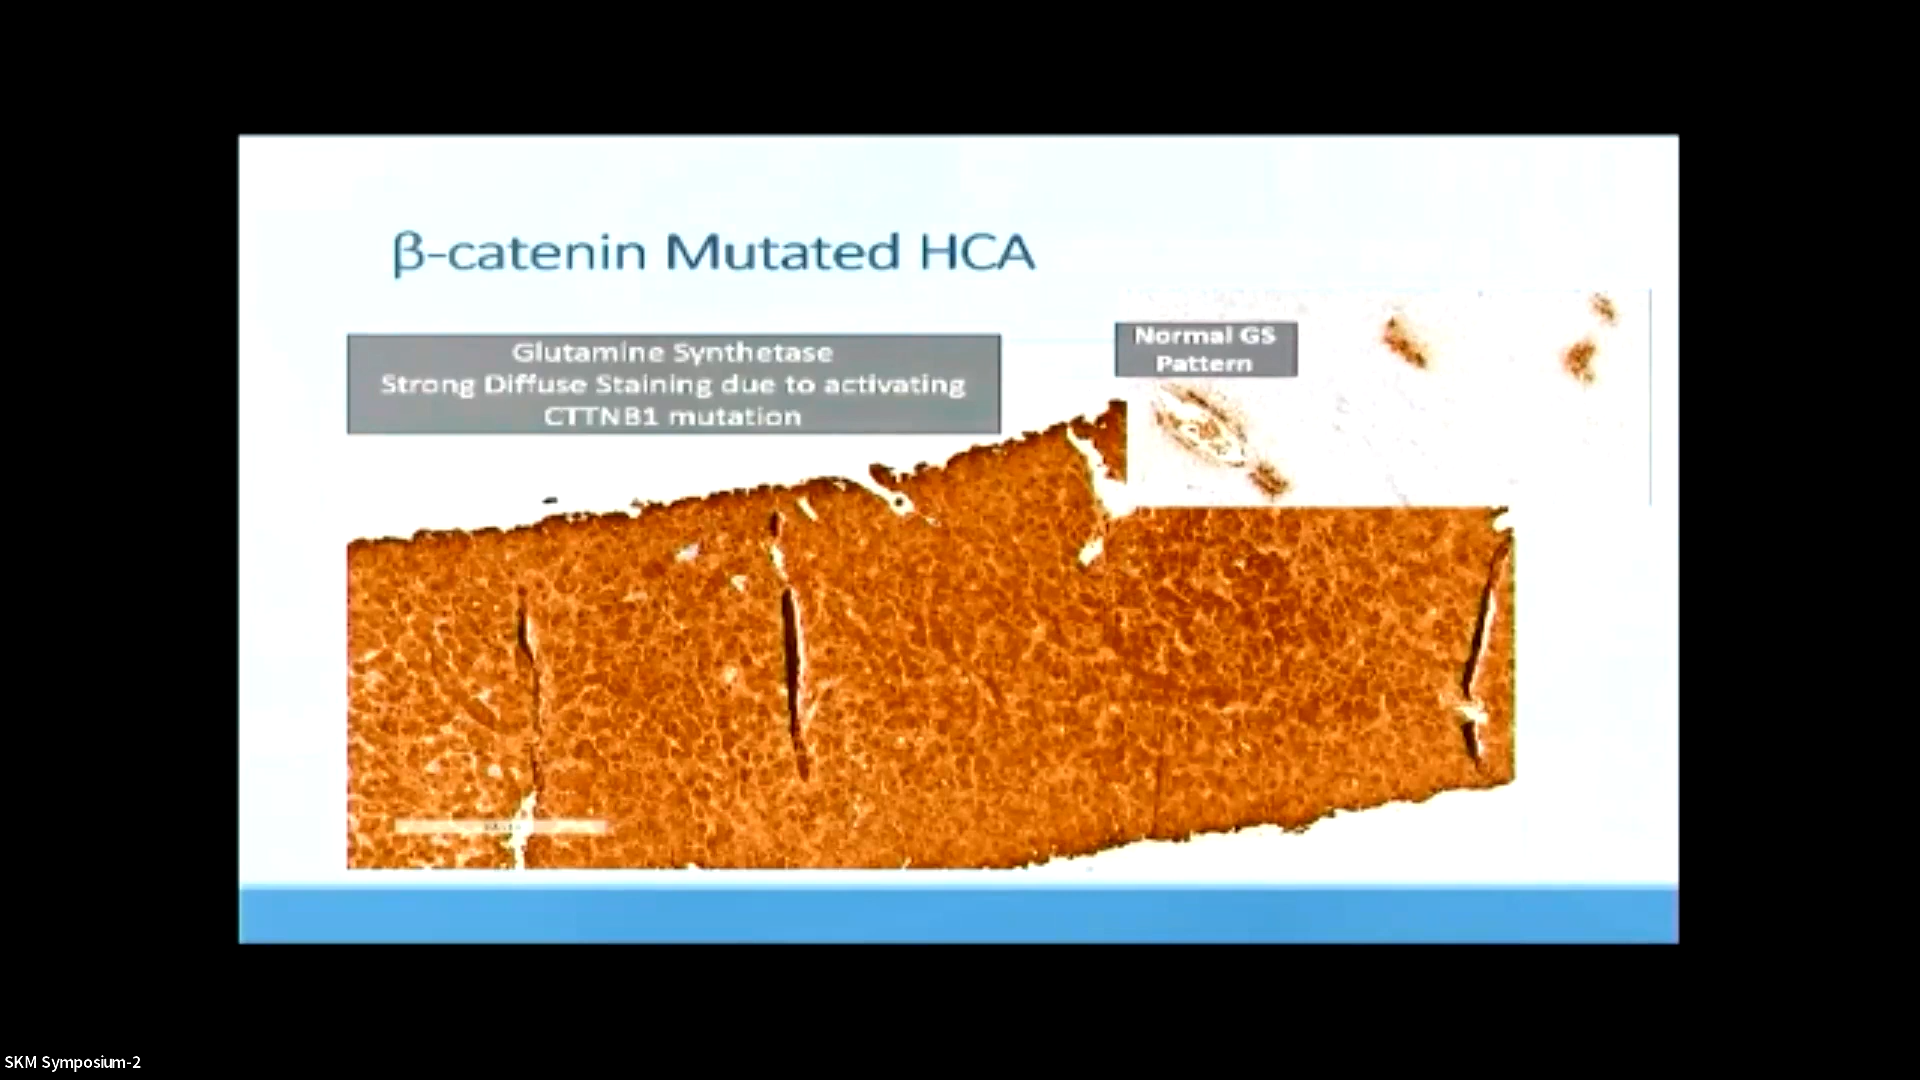 β-catenin Mutated HCA
Glutamine Synthetase
Strong Diffuse Staining due to activating
CTTNB1 mutation
Normal GS
Pattern
SKM Symposium-2